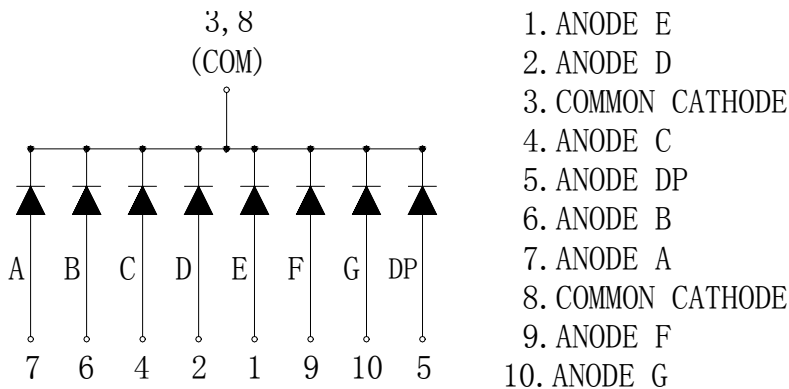 3,8
(COM)
A B C D E F G DP
7 6 4 2 1 9 10 5
1. ANODE E
2. ANODE D
3. COMMON CATHODE
4. ANODE C
5. ANODE DP
6. ANODE B
7. ANODE A
8. COMMON CATHODE
9. ANODE F
10. ANODE G